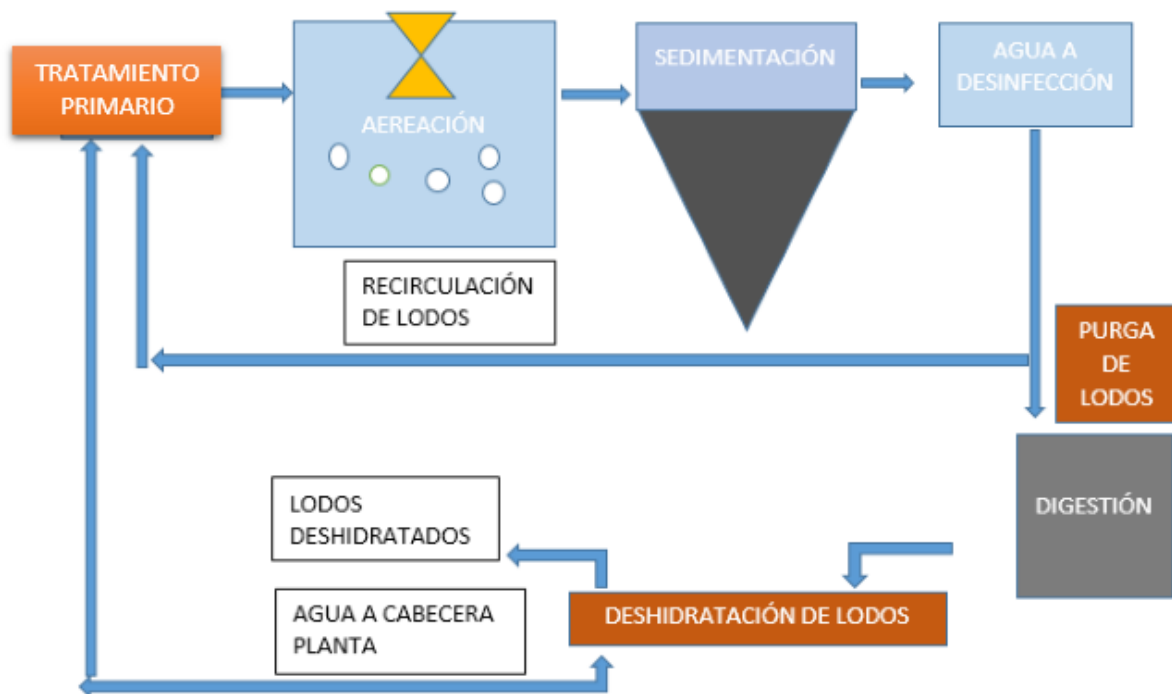 TRATAMIENTO
PRIMARIO
AEREACIÓN
SEDIMENTACIÓN
AGUA A
DESINFECCIÓN
RECIRCULACIÓN
DE LODOS
PURGA
DE
LODOS
DIGESTIÓN
LODOS
DESHIDRATADOS
DESHIDRATACIÓN DE LODOS
AGUA A CABECERA
PLANTA